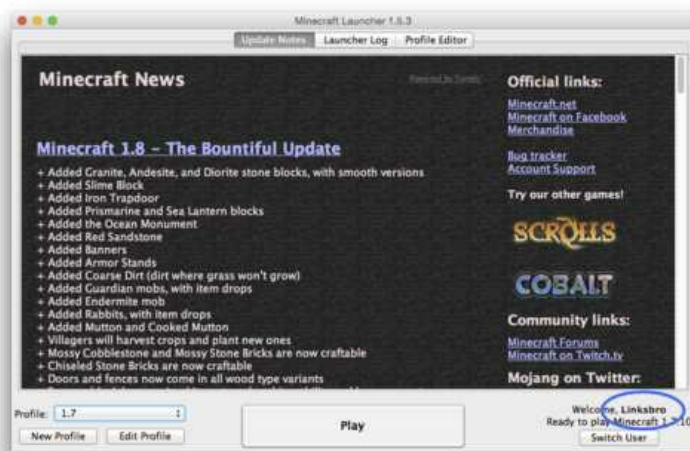 Minecraft Launcher 1.5.3
Update Notes
Launcher Log
Profile Editor
Minecraft News
Powered by Tumblr
Minecraft 1.8 – The Bountiful Update
+ Added Granite, Andesite, and Diorite stone blocks, with smooth versions
+ Added Slime Block
+ Added Iron Trapdoor
+ Added Prismarine and Sea Lantern blocks
+ Added the Ocean Monument
+ Added Red Sandstone
+ Added Banners
+ Added Armor Stands
+ Added Coarse Dirt (dirt where grass won't grow)
+ Added Guardian mobs, with item drops
+ Added Endermite mob
+ Added Rabbits, with item drops
+ Added Mutton and Cooked Mutton
+ Villagers will harvest crops and plant new ones
+ Mossy Cobblestone and Mossy Stone Bricks are now craftable
+ Chiseled Stone Bricks are now craftable
+ Doors and fences now come in all wood type variants
Official links:
Minecraft.net
Minecraft on Facebook
Merchandise
Bug tracker
Account Support
Try our other games!
SCROLLS
COBALT
Community links:
Minecraft Forums
Minecraft on Twitch.tv
Mojang on Twitter:
Profile: 1.7
New Profile
Edit Profile
Play
Welcome, Linksbro
Ready to play Minecraft 1.7.10
Switch User